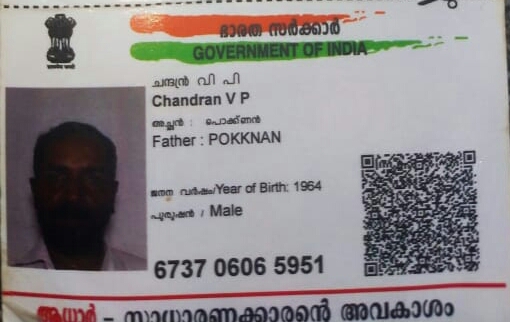 ഭാരത സർക്കാർ
GOVERNMENT OF INDIA
ചന്ദ്രൻ വി പി
Chandran V P
അച്ഛൻ : പൊക്ക്ണൻ
Father : POKKNAN
ജനന വർഷം/Year of Birth: 1964
പുരുഷൻ / Male
6737 0606 5951
ആധാർ - സാധാരണക്കാരന്റെ അവകാശം